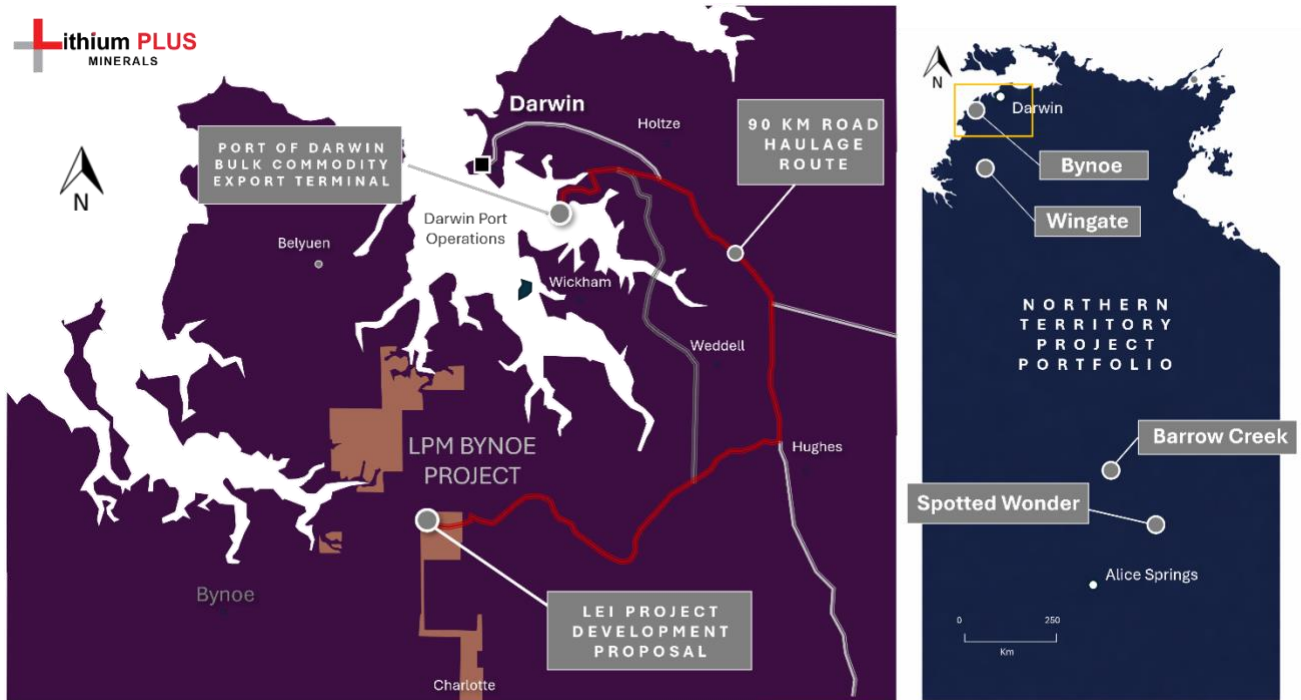 Lithium PLUS
MINERALS
N
Darwin
Holtze
90 KM ROAD
HAULAGE
ROUTE
PORT OF DARWIN
BULK COMMODITY
EXPORT TERMINAL
Darwin Port
Operations
Belyuen
Wickham
Weddell
Hughes
LPM BYNOE
PROJECT
Bynoe
LEI PROJECT
DEVELOPMENT
PROPOSAL
Charlotte
N
Darwin
Bynoe
Wingate
NORTHERN
TERRITORY
PROJECT
PORTFOLIO
Barrow Creek
Spotted Wonder
Alice Springs
0 250
Km